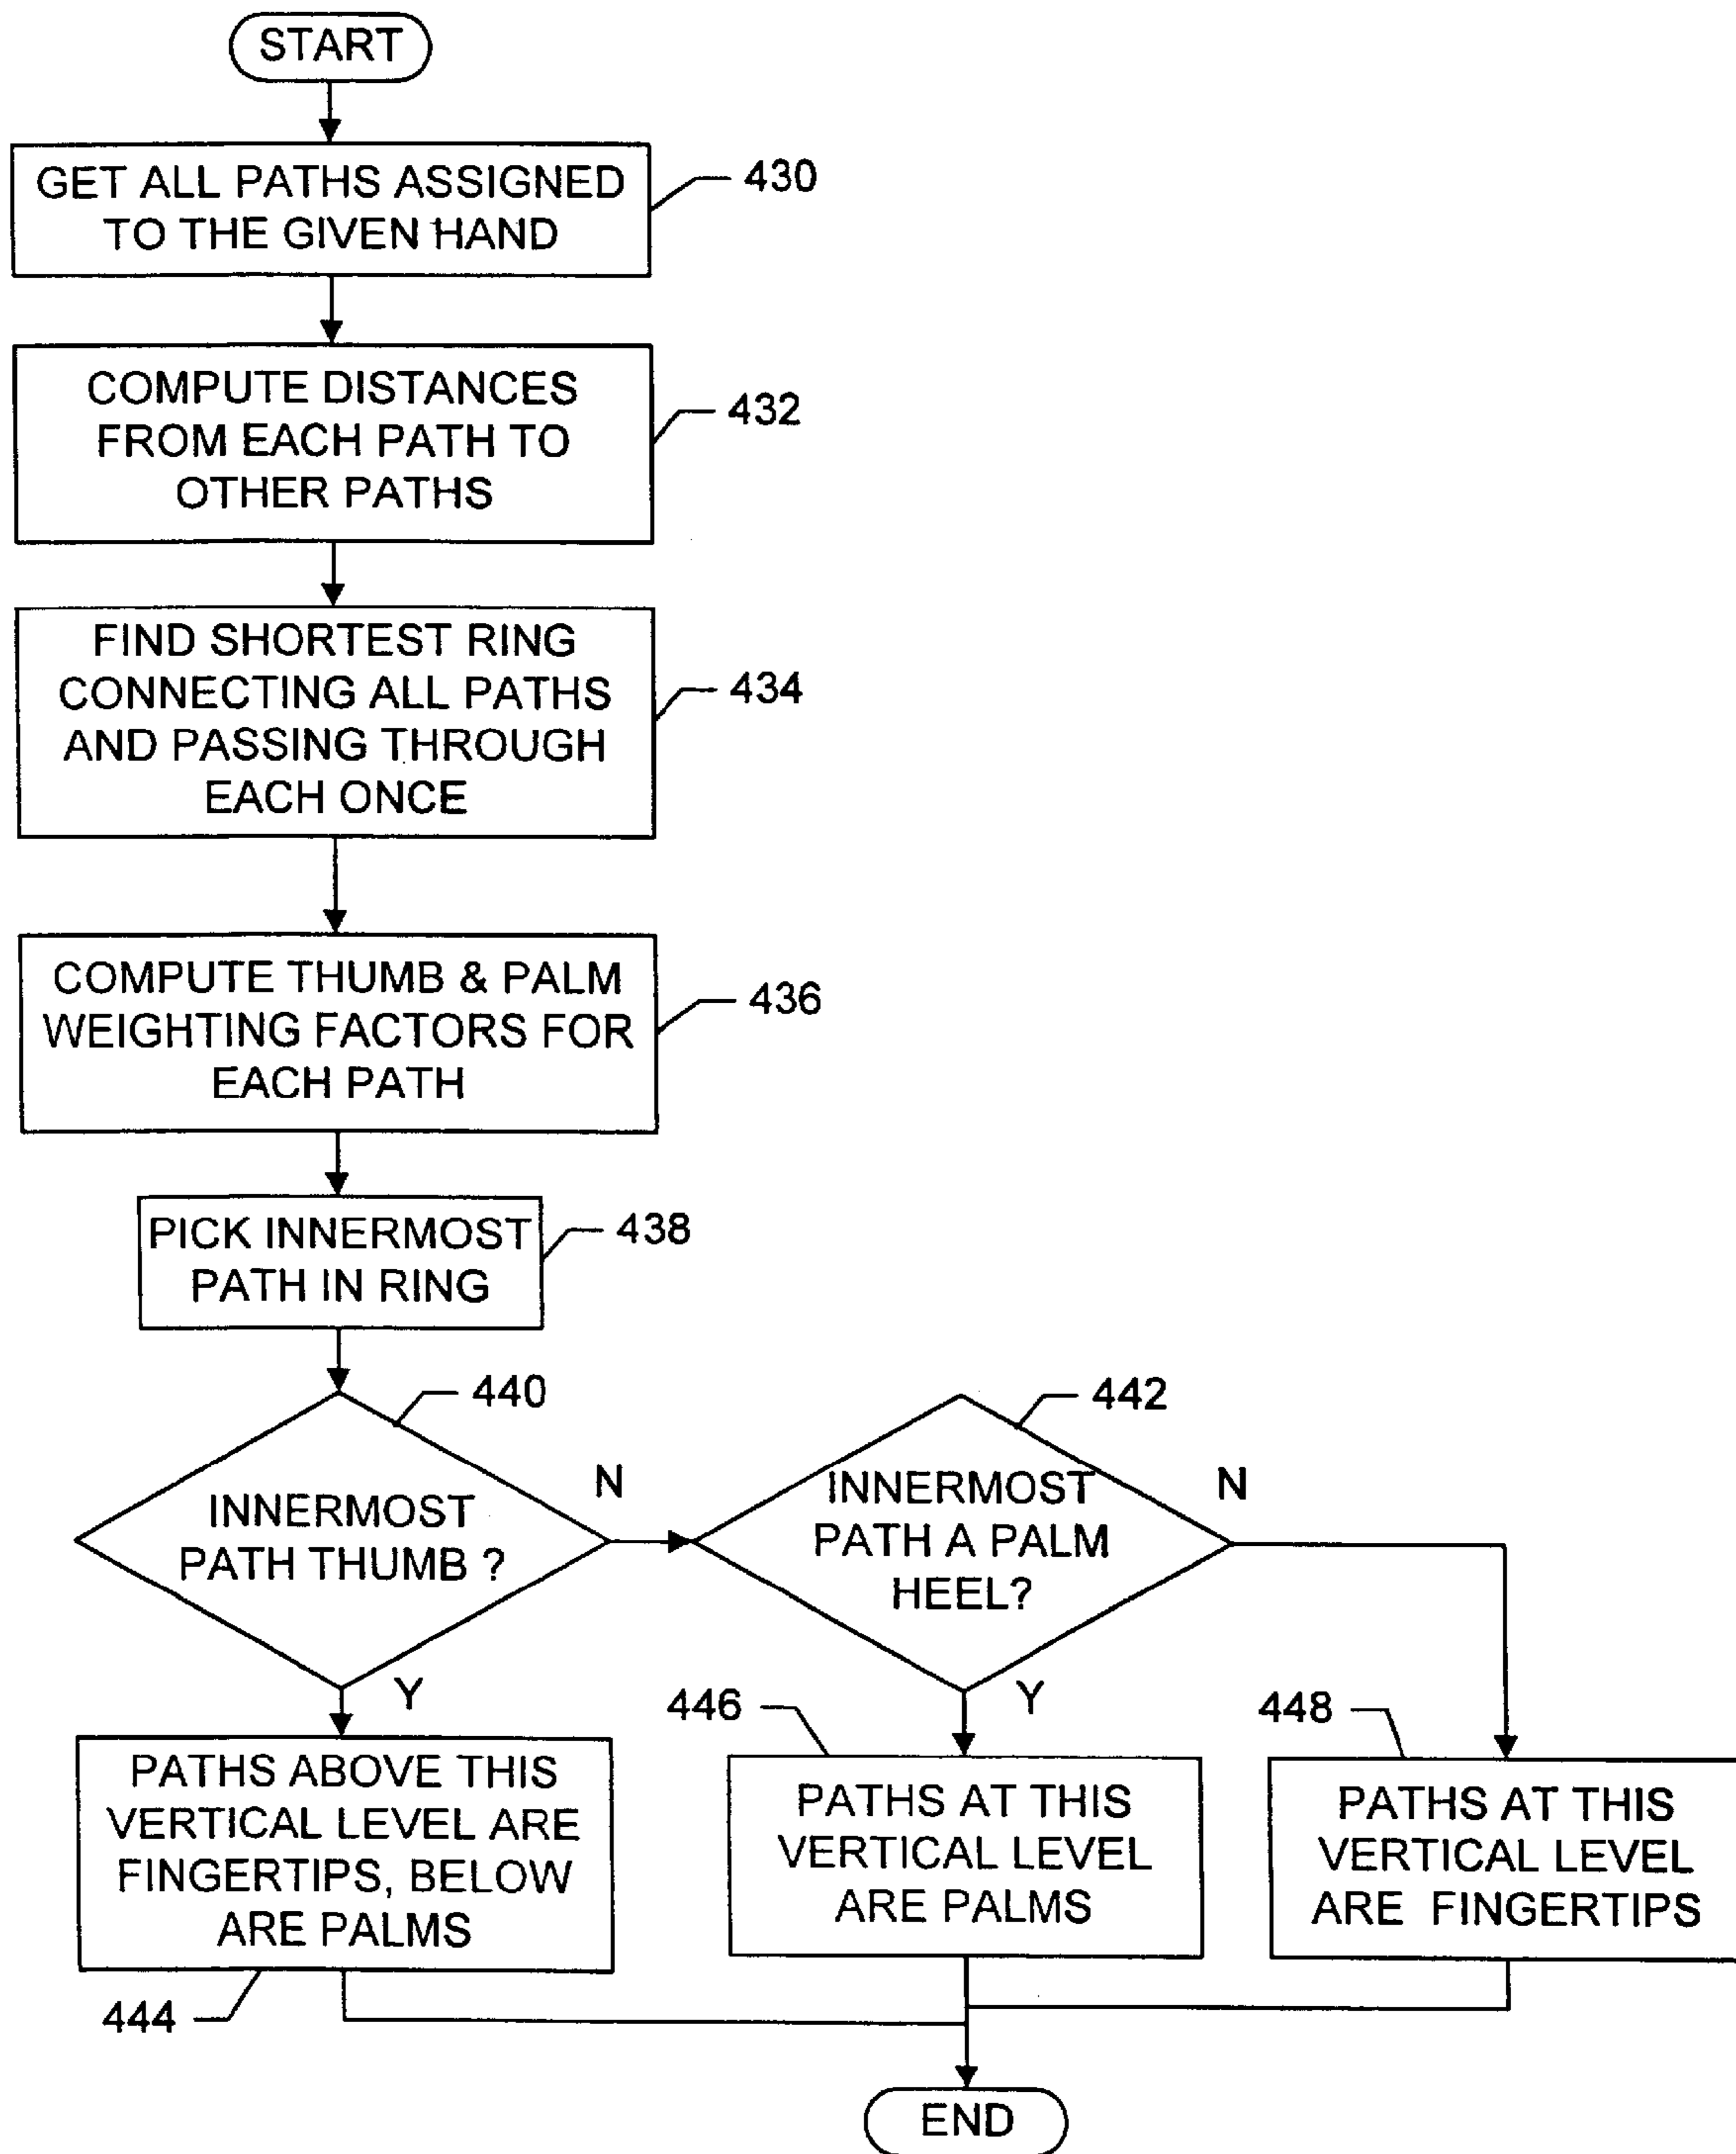 START
GET ALL PATHS ASSIGNED
TO THE GIVEN HAND
430
COMPUTE DISTANCES
FROM EACH PATH TO
OTHER PATHS
432
FIND SHORTEST RING
CONNECTING ALL PATHS
AND PASSING THROUGH
EACH ONCE
434
COMPUTE THUMB & PALM
WEIGHTING FACTORS FOR
EACH PATH
436
PICK INNERMOST
PATH IN RING
438
440
INNERMOST
PATH THUMB ?
N
Y
442
INNERMOST
PATH A PALM
HEEL?
N
Y
PATHS ABOVE THIS
VERTICAL LEVEL ARE
FINGERTIPS, BELOW
ARE PALMS
444
446
PATHS AT THIS
VERTICAL LEVEL
ARE PALMS
448
PATHS AT THIS
VERTICAL LEVEL
ARE FINGERTIPS
END